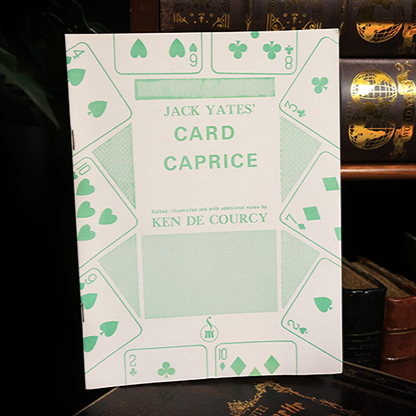 JACK YATES'
CARD
CAPRICE
Edited, illustrated and with additional notes by
KEN DE COURCY